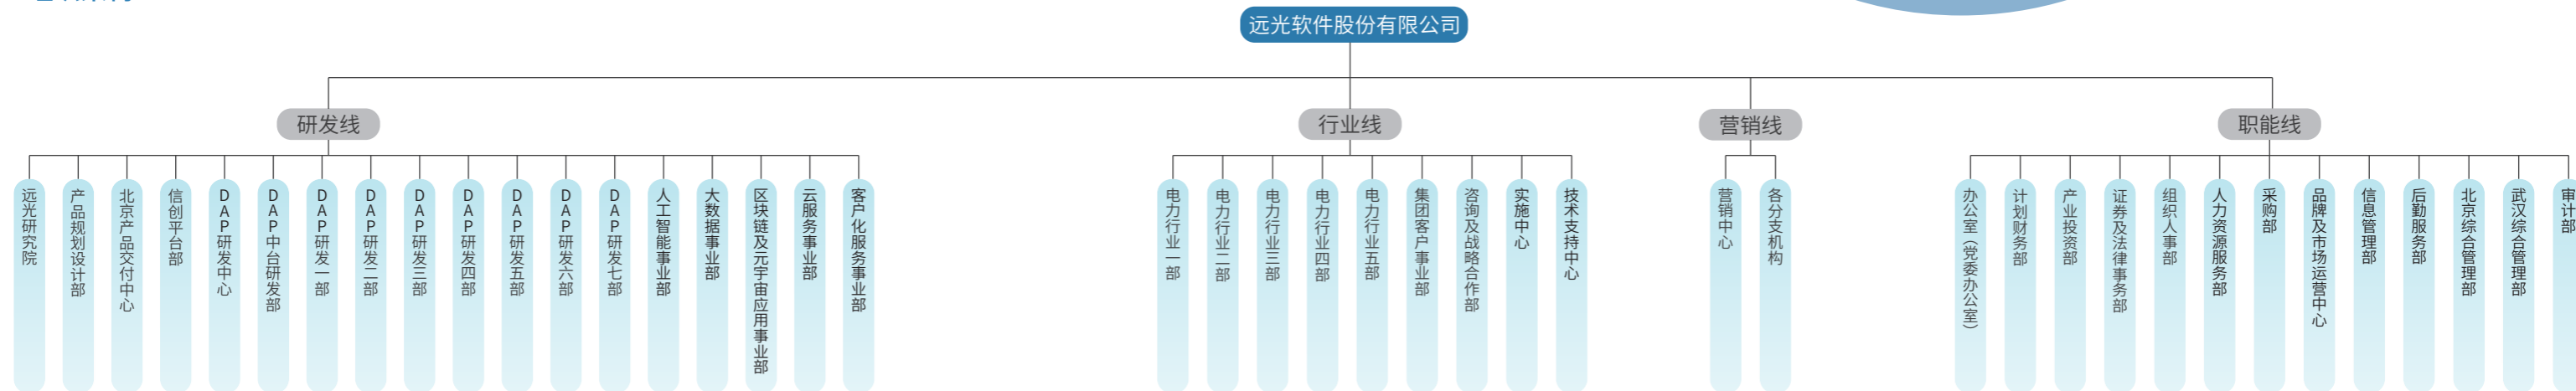 远光软件股份有限公司
研发线
行业线
营销线
职能线
远光研究院
产品规划设计部
北京产品交付中心
信创平台部
DAP研发中心
DAP中台研发部
DAP研发一部
DAP研发二部
DAP研发三部
DAP研发四部
DAP研发五部
DAP研发六部
DAP研发七部
人工智能事业部
大数据事业部
区块链及元宇宙应用事业部
云服务事业部
客户化服务事业部
电力行业一部
电力行业二部
电力行业三部
电力行业四部
电力行业五部
集团客户事业部
咨询及战略合作部
实施中心
技术支持中心
营销中心
各分支机构
办公室（党委办公室）
计划财务部
产业投资部
证券及法律事务部
组织人事部
人力资源服务部
采购部
品牌及市场运营中心
信息管理部
后勤服务部
北京综合管理部
武汉综合管理部
审计部